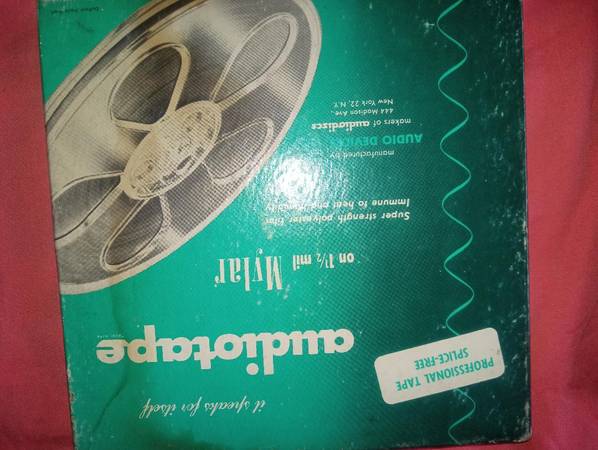 it speaks for itself
PROFESSIONAL TAPE
SPLICE-FREE
audiotape
on 1½ mil Mylar
Super strength polyester film
Immune to heat and humidity
manufactured by
AUDIO DEVICES
makers of audiodiscs
444 Madison Ave.,
New York 22, N.Y.